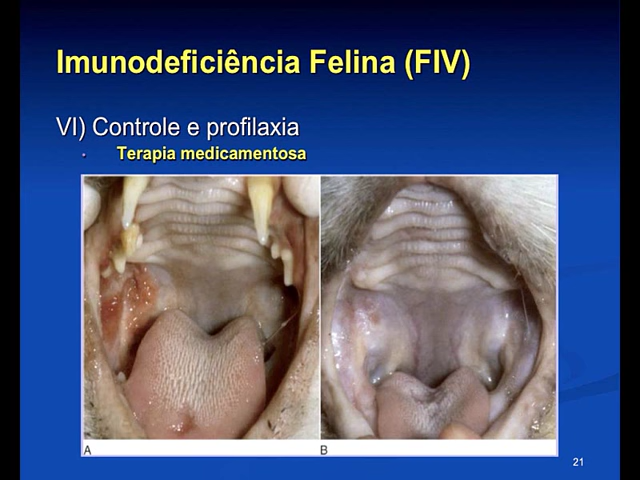 Imunodeficiência Felina (FIV)
VI) Controle e profilaxia
• Terapia medicamentosa
A
B
21